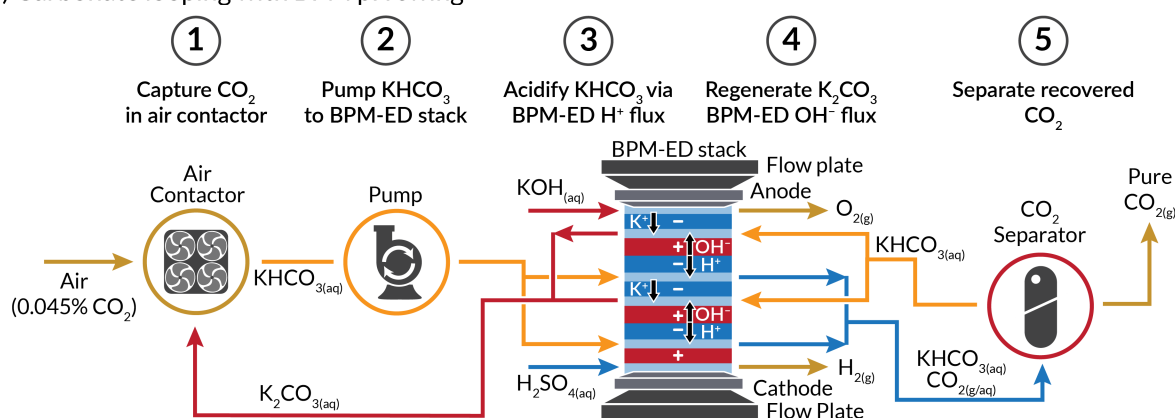 1
2
3
4
5
Capture CO₂
in air contactor
Pump KHCO₃
to BPM-ED stack
Acidify KHCO₃ via
BPM-ED H⁺ flux
Regenerate K₂CO₃
BPM-ED OH⁻ flux
Separate recovered
CO₂
BPM-ED stack
Flow plate
Anode
Air
Contactor
Pump
KOH(aq)
O₂(g)
CO₂
Separator
Pure
CO₂(g)
K⁺
−
+
OH⁻
−
H⁺
K⁺
−
+
OH⁻
−
H⁺
+
Air
(0.045% CO₂)
KHCO₃(aq)
KHCO₃(aq)
KHCO₃(aq)
CO₂(g/aq)
H₂SO₄(aq)
H₂(g)
K₂CO₃(aq)
Cathode
Flow Plate